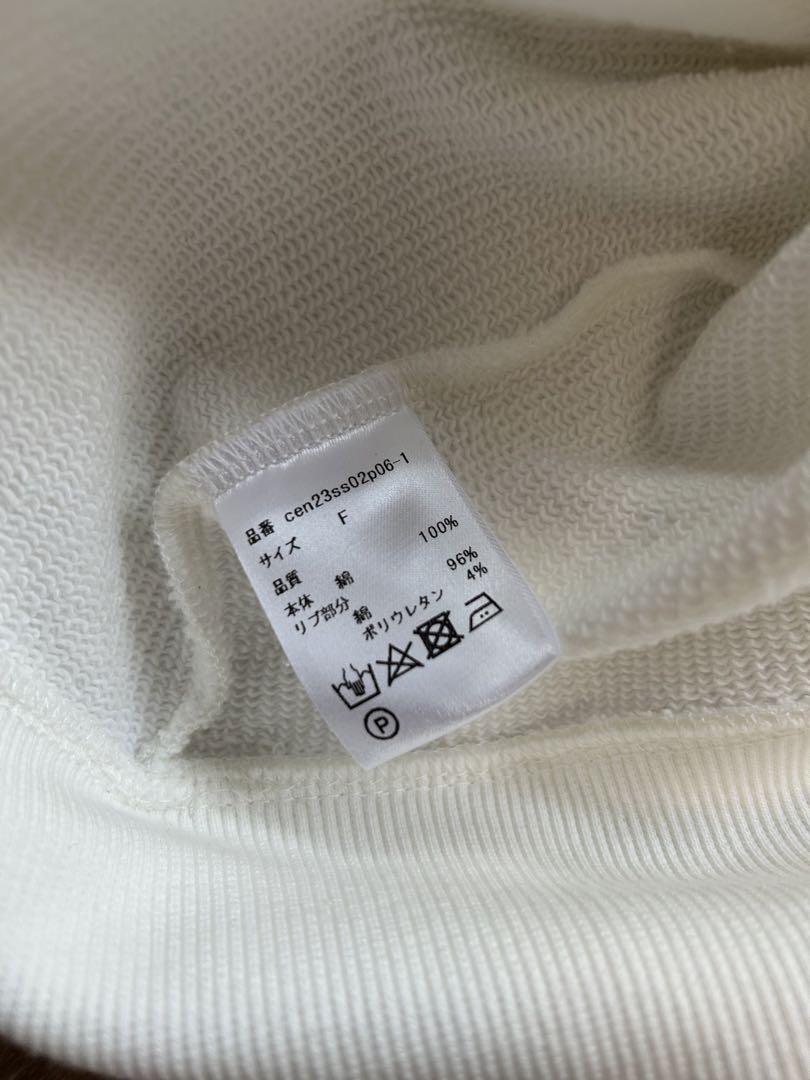 品番 cen23ss02p06-1
サイズ F
品質
本体 綿 100%
リブ部分 綿 96%
ポリウレタン 4%
P